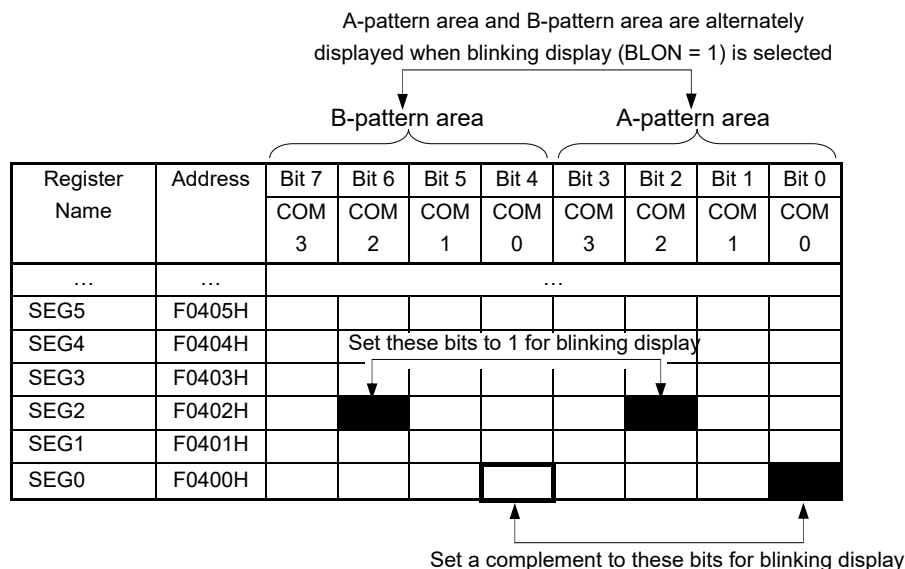 A-pattern area and B-pattern area are alternately
displayed when blinking display (BLON = 1) is selected
B-pattern area A-pattern area
Register Address Bit 7 Bit 6 Bit 5 Bit 4 Bit 3 Bit 2 Bit 1 Bit 0
Name COM COM COM COM COM COM COM COM
3 2 1 0 3 2 1 0
… … …
SEG5 F0405H
SEG4 F0404H Set these bits to 1 for blinking display
SEG3 F0403H
SEG2 F0402H
SEG1 F0401H
SEG0 F0400H
Set a complement to these bits for blinking display